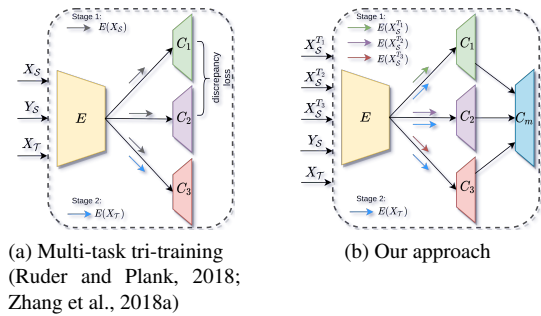 Stage 1:
E(X_S)
X_S
Y_S
X_T
E
C_1
C_2
C_3
discrepancy
loss
Stage 2:
E(X_T)
(a) Multi-task tri-training
(Ruder and Plank, 2018;
Zhang et al., 2018a)
Stage 1:
E(X_S^{T_1})
E(X_S^{T_2})
E(X_S^{T_3})
X_S^{T_1}
X_S^{T_2}
X_S^{T_3}
Y_S
X_T
E
C_1
C_2
C_3
C_m
Stage 2:
E(X_T)
(b) Our approach